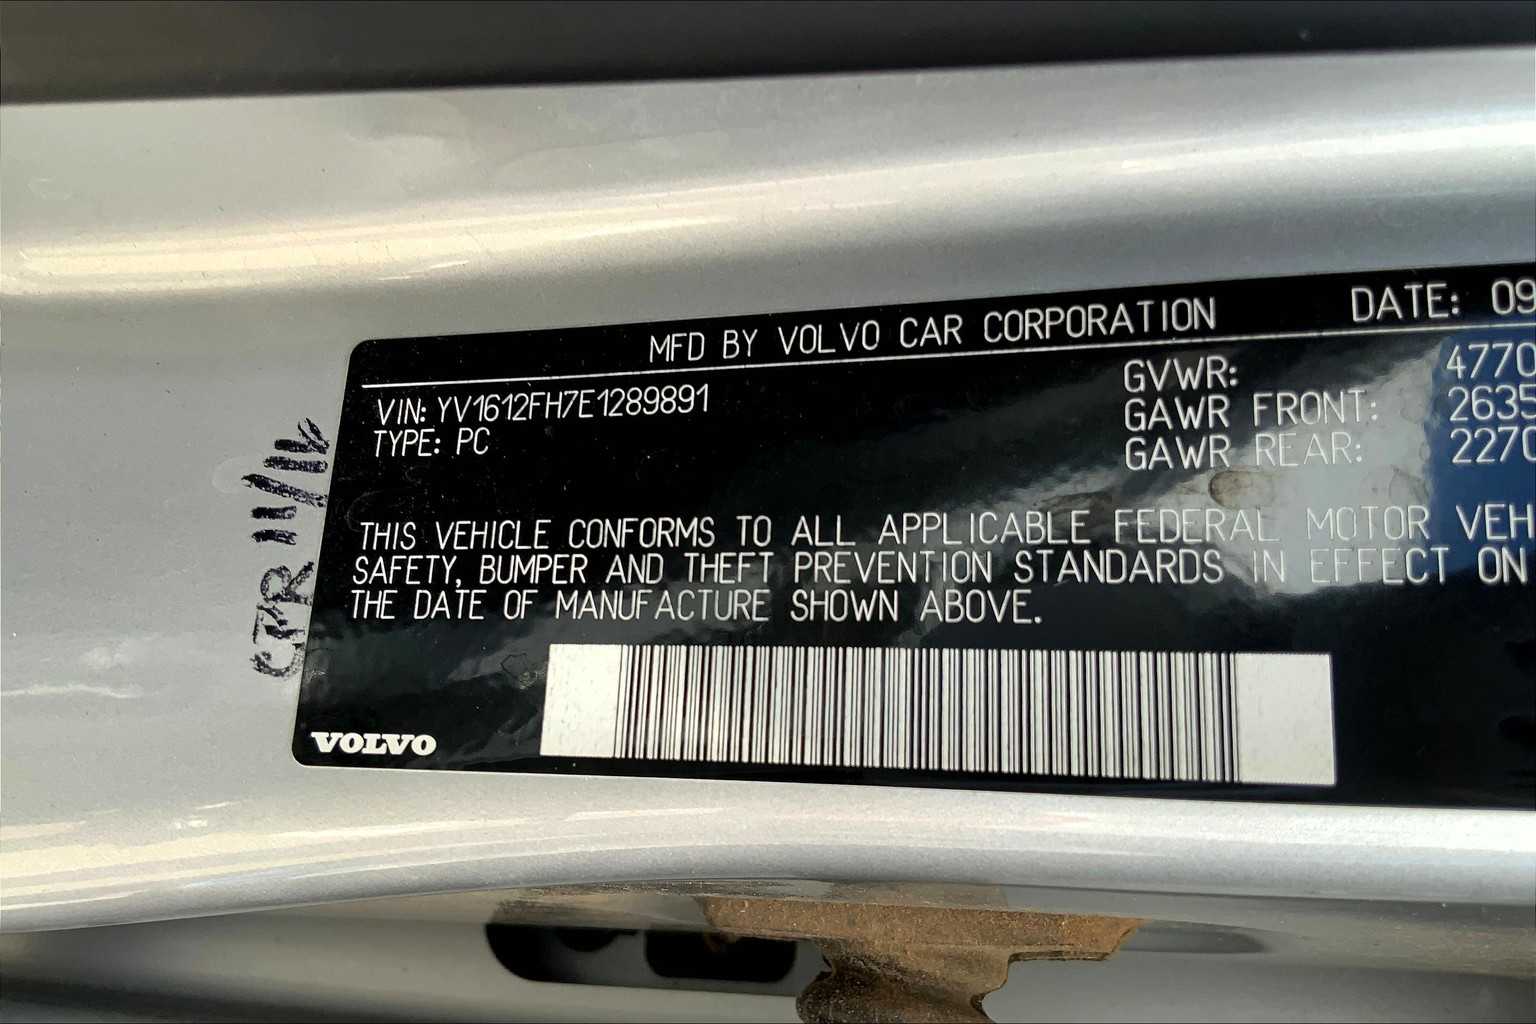 MFD BY VOLVO CAR CORPORATION DATE: 09
VIN: YV1612FH7E1289891
TYPE: PC
GVWR: 4770
GAWR FRONT: 2635
GAWR REAR: 2270
THIS VEHICLE CONFORMS TO ALL APPLICABLE FEDERAL MOTOR VEH
SAFETY, BUMPER AND THEFT PREVENTION STANDARDS IN EFFECT ON
THE DATE OF MANUFACTURE SHOWN ABOVE.
VOLVO